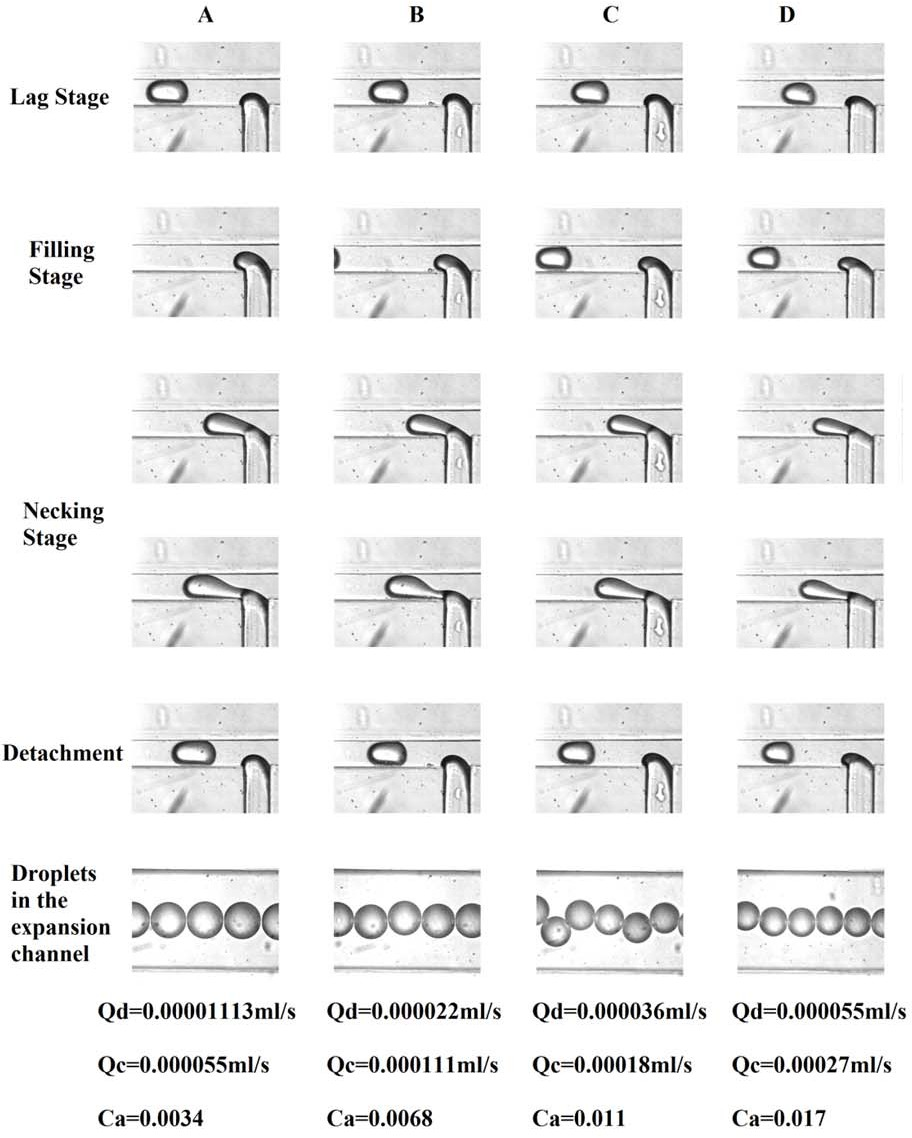 A B C D
Lag Stage
Filling
Stage
Necking
Stage
Detachment
Droplets
in the
expansion
channel
Qd=0.00001113ml/s Qd=0.000022ml/s Qd=0.000036ml/s Qd=0.000055ml/s
Qc=0.000055ml/s Qc=0.000111ml/s Qc=0.00018ml/s Qc=0.00027ml/s
Ca=0.0034 Ca=0.0068 Ca=0.011 Ca=0.017